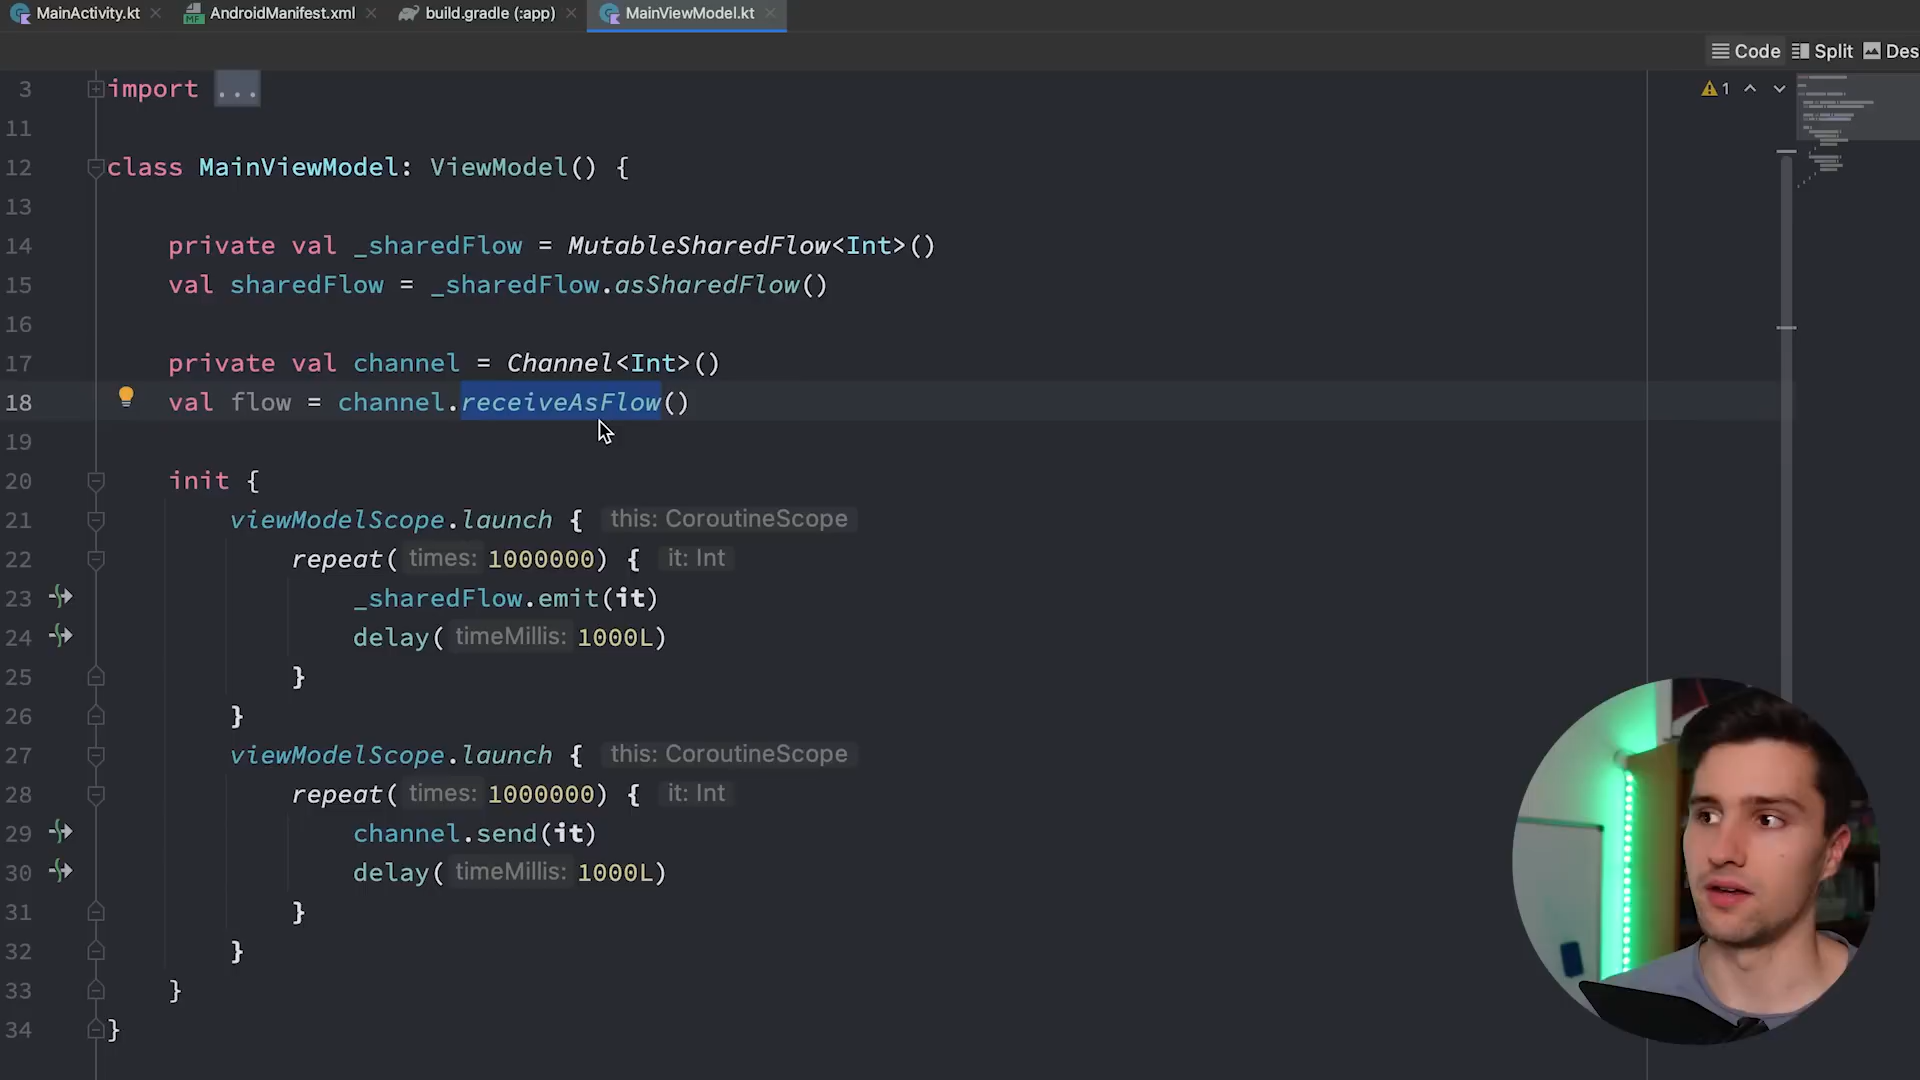 MainActivity.kt AndroidManifest.xml build.gradle (:app) MainViewModel.kt
Code Split Des
3 import ...
1
11
12 class MainViewModel: ViewModel() {
13
14 private val _sharedFlow = MutableSharedFlow<Int>()
15 val sharedFlow = _sharedFlow.asSharedFlow()
16
17 private val channel = Channel<Int>()
18 val flow = channel.receiveAsFlow()
19
20 init {
21 viewModelScope.launch { this: CoroutineScope
22 repeat( times: 1000000) { it: Int
23 _sharedFlow.emit(it)
24 delay( timeMillis: 1000L)
25 }
26 }
27 viewModelScope.launch { this: CoroutineScope
28 repeat( times: 1000000) { it: Int
29 channel.send(it)
30 delay( timeMillis: 1000L)
31 }
32 }
33 }
34 }